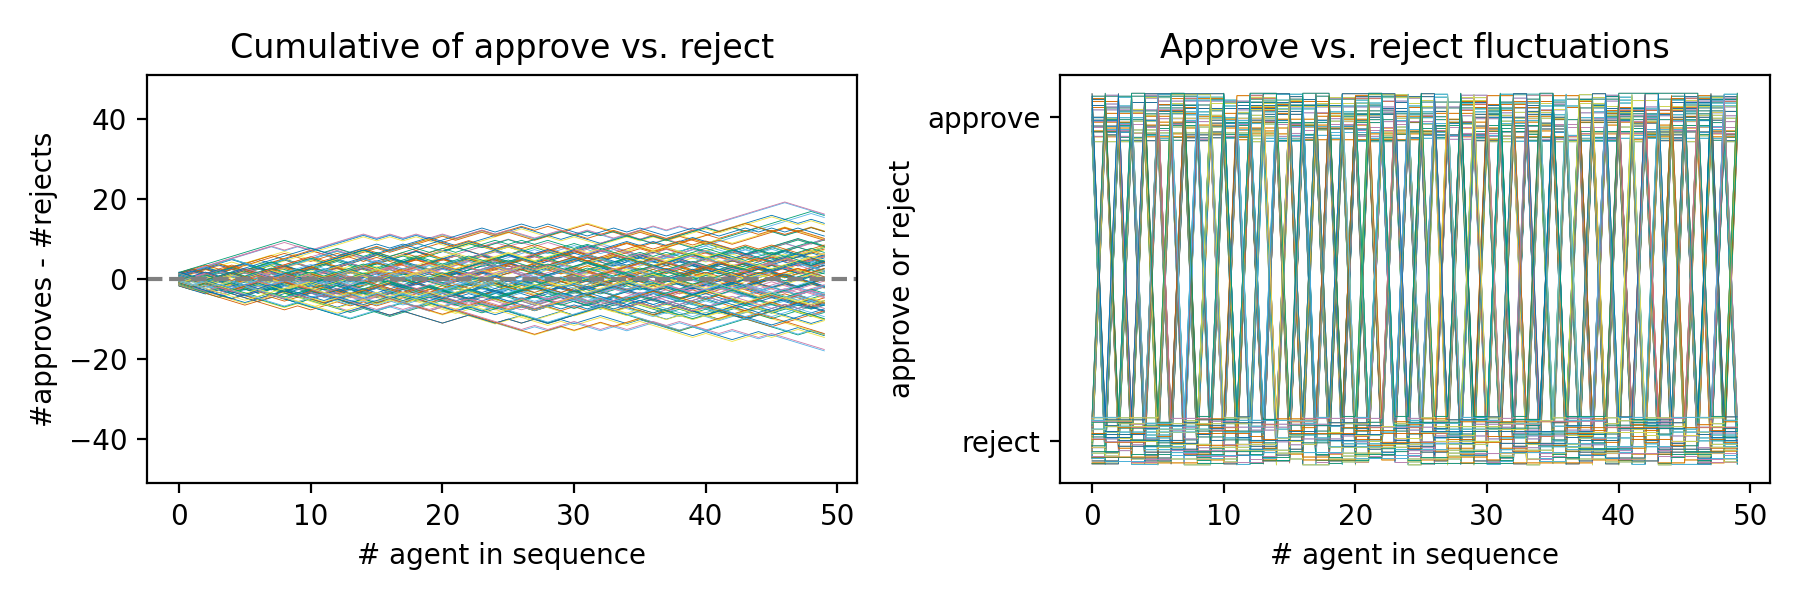 Cumulative of approve vs. reject
#approves - #rejects
40
20
0
−20
−40
0 10 20 30 40 50
# agent in sequence
Approve vs. reject fluctuations
approve or reject
approve
reject
0 10 20 30 40 50
# agent in sequence